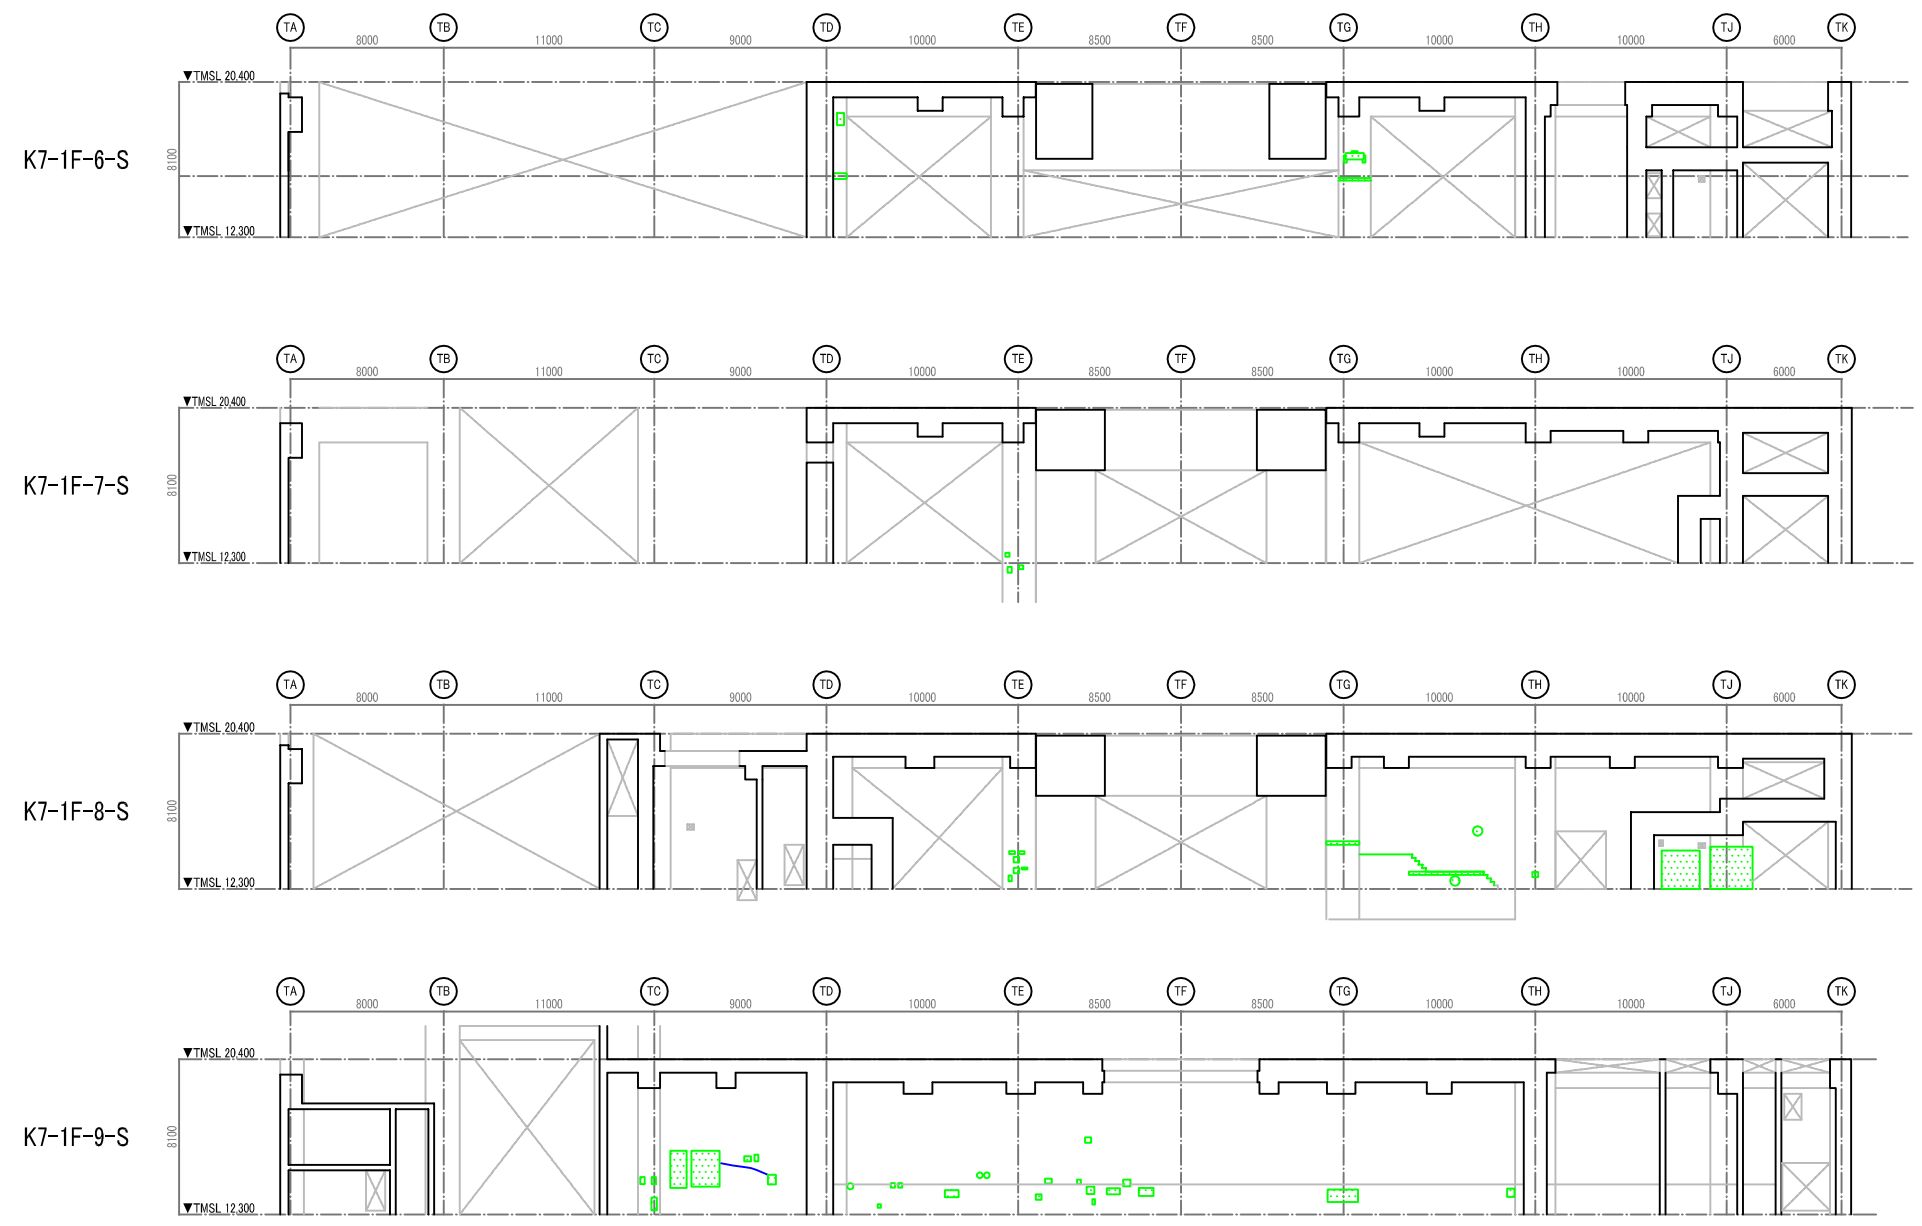 TA TB TC TD TE TF TG TH TJ TK
8000 11000 9000 10000 8500 8500 10000 10000 6000
▼TMSL 20,400
K7-1F-6-S
8100
▼TMSL 12,300
TA TB TC TD TE TF TG TH TJ TK
8000 11000 9000 10000 8500 8500 10000 10000 6000
▼TMSL 20,400
K7-1F-7-S
8100
▼TMSL 12,300
TA TB TC TD TE TF TG TH TJ TK
8000 11000 9000 10000 8500 8500 10000 10000 6000
▼TMSL 20,400
K7-1F-8-S
8100
▼TMSL 12,300
TA TB TC TD TE TF TG TH TJ TK
8000 11000 9000 10000 8500 8500 10000 10000 6000
▼TMSL 20,400
K7-1F-9-S
8100
▼TMSL 12,300